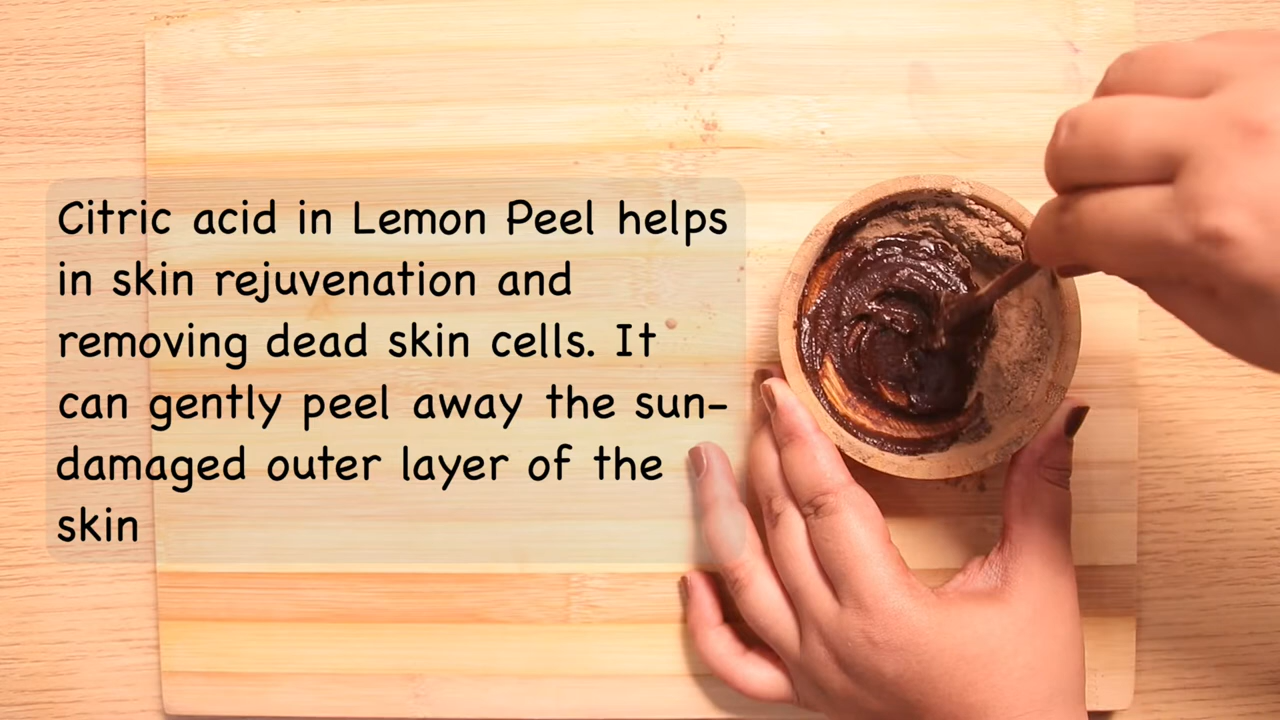 Citric acid in Lemon Peel helps
in skin rejuvenation and
removing dead skin cells. It
can gently peel away the sun-
damaged outer layer of the
skin